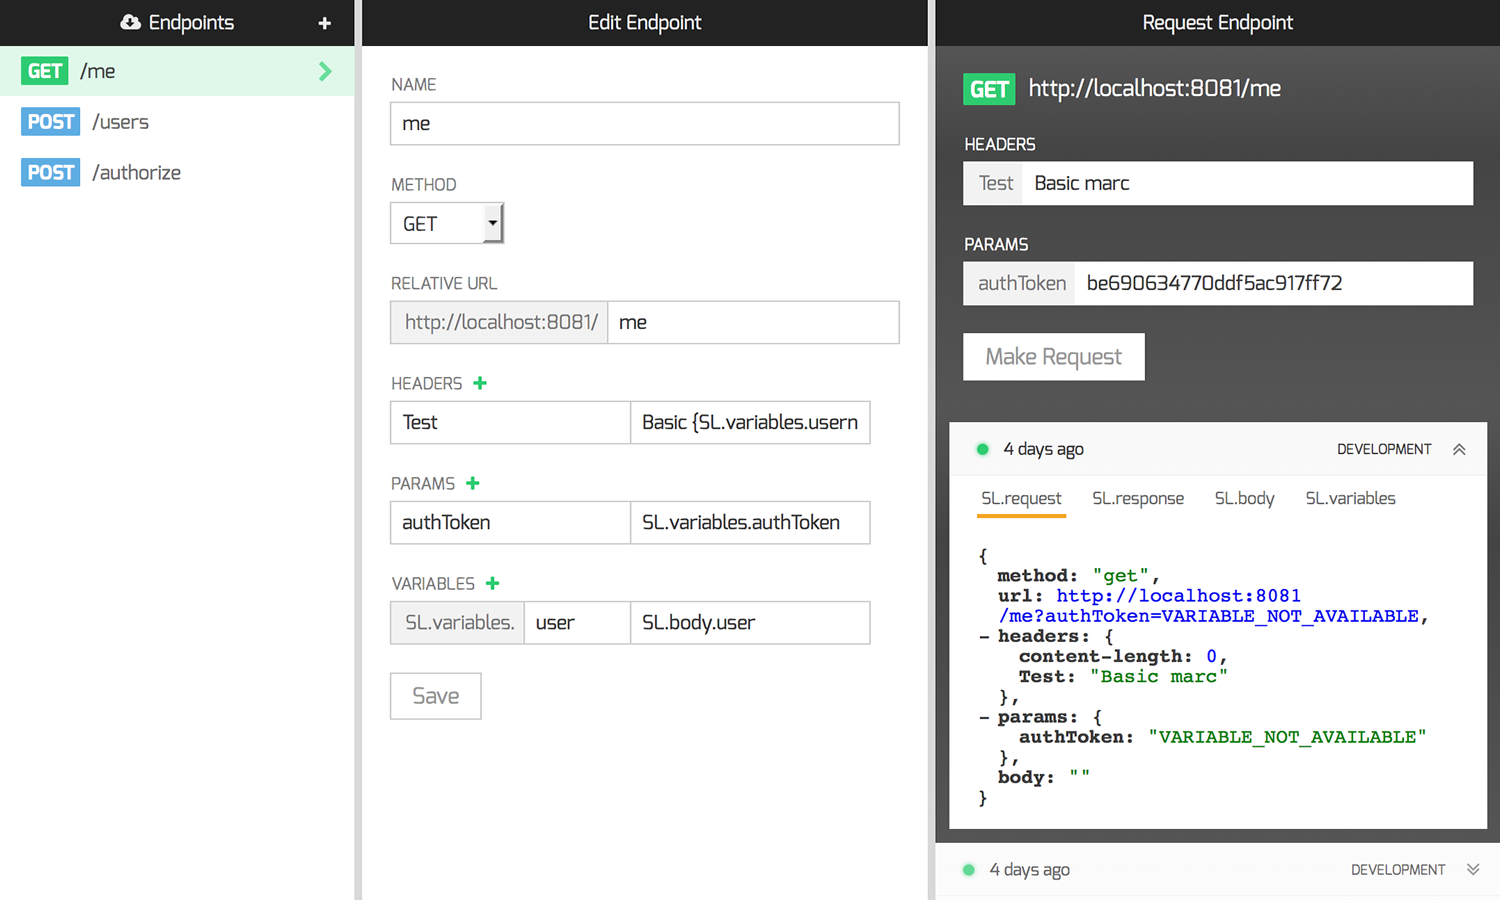 Endpoints +
GET /me
POST /users
POST /authorize
Edit Endpoint
NAME
me
METHOD
GET
RELATIVE URL
http://localhost:8081/ me
HEADERS +
Test Basic {SL.variables.usern
PARAMS +
authToken SL.variables.authToken
VARIABLES +
SL.variables. user SL.body.user
Save
Request Endpoint
GET http://localhost:8081/me
HEADERS
Test Basic marc
PARAMS
authToken be690634770ddf5ac917ff72
Make Request
4 days ago DEVELOPMENT
SL.request SL.response SL.body SL.variables
{
method: "get",
url: http://localhost:8081
/me?authToken=VARIABLE_NOT_AVAILABLE,
- headers: {
content-length: 0,
Test: "Basic marc"
},
- params: {
authToken: "VARIABLE_NOT_AVAILABLE"
},
body: ""
}
4 days ago DEVELOPMENT